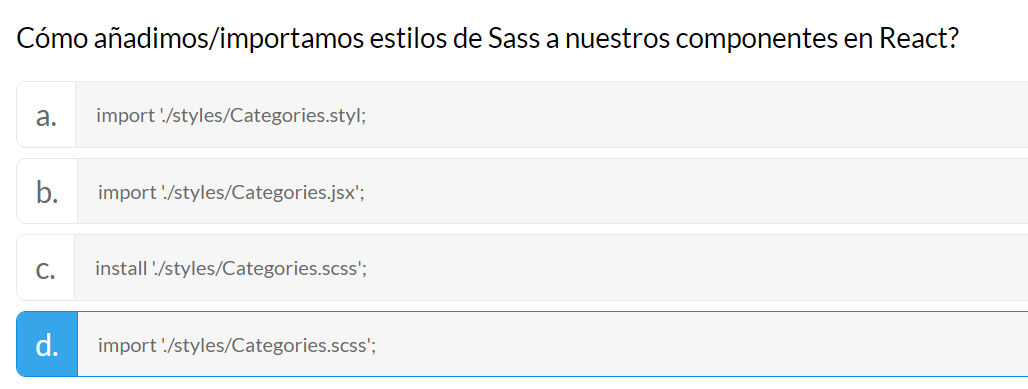 Cómo añadimos/importamos estilos de Sass a nuestros componentes en React?
a. import './styles/Categories.styl;
b. import './styles/Categories.jsx';
c. install './styles/Categories.scss';
d. import './styles/Categories.scss';